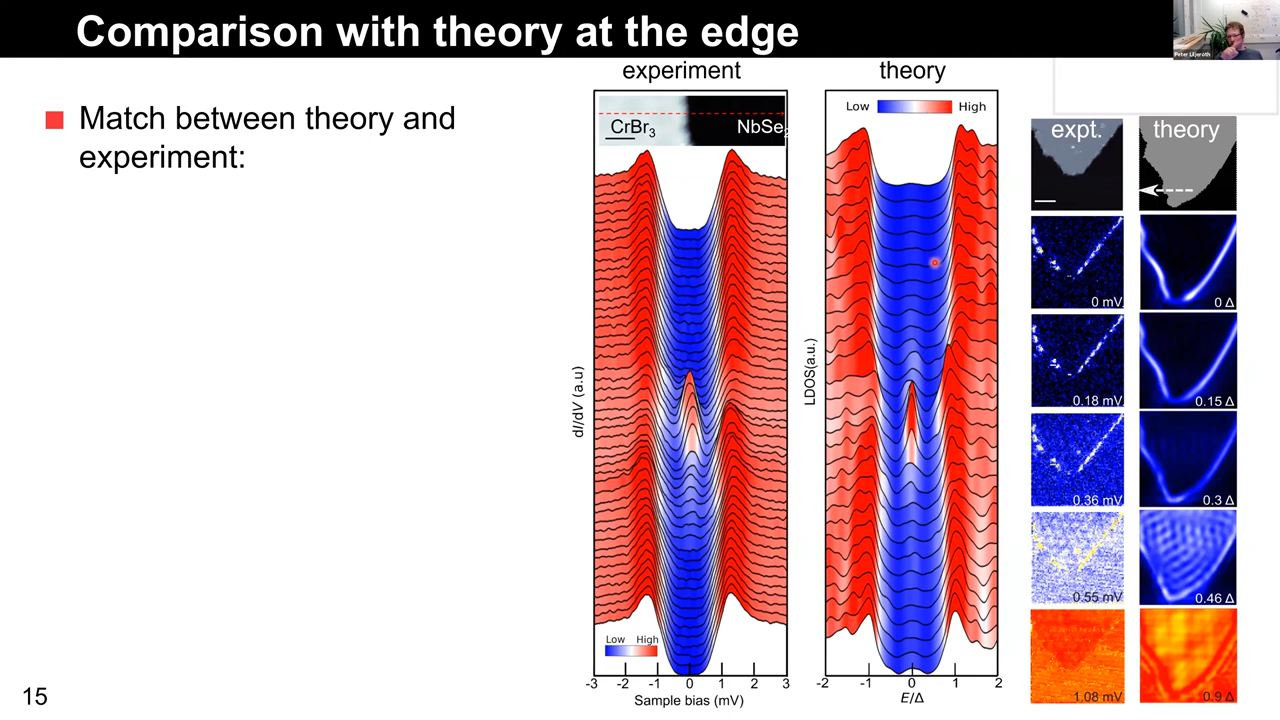 Comparison with theory at the edge
Peter Liljeroth
Match between theory and
experiment:
experiment
CrBr3
NbSe2
dI/dV (a.u)
Low High
-3 -2 -1 0 1 2 3
Sample bias (mV)
theory
Low High
LDOS(a.u.)
-2 -1 0 1 2
E/Δ
expt. theory
0 mV 0 Δ
0.18 mV 0.15 Δ
0.36 mV 0.3 Δ
0.55 mV 0.46 Δ
1.08 mV 0.9 Δ
15